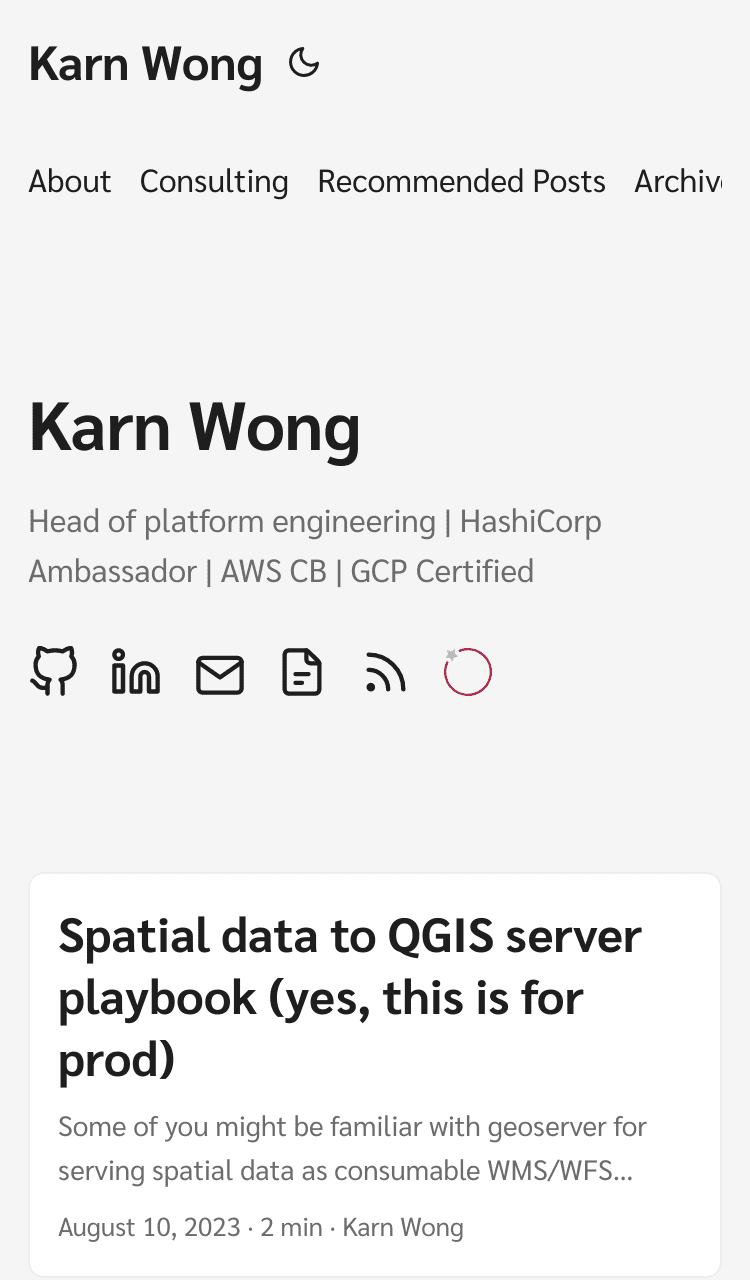 Karn Wong
About Consulting Recommended Posts Archiv
Karn Wong
Head of platform engineering | HashiCorp
Ambassador | AWS CB | GCP Certified
Spatial data to QGIS server
playbook (yes, this is for
prod)
Some of you might be familiar with geoserver for
serving spatial data as consumable WMS/WFS...
August 10, 2023 · 2 min · Karn Wong